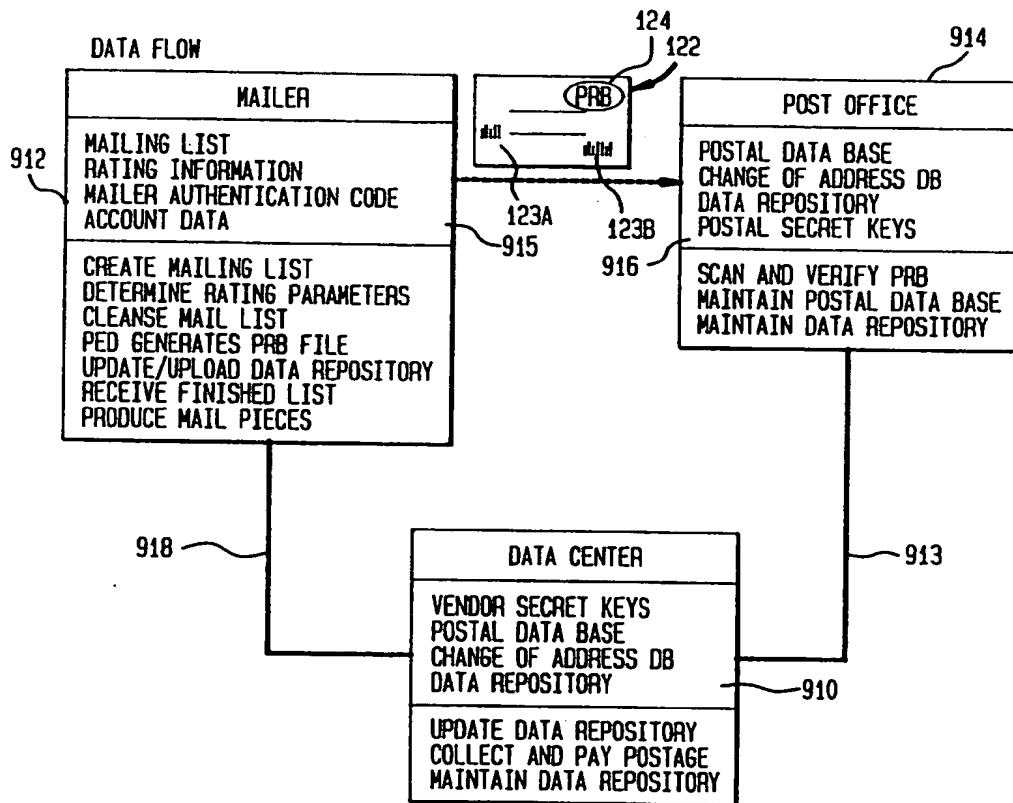 DATA FLOW
124
122
914
MAILER
PRB
POST OFFICE
912
MAILING LIST
RATING INFORMATION
MAILER AUTHENTICATION CODE
ACCOUNT DATA
915
123A
123B
POSTAL DATA BASE
CHANGE OF ADDRESS DB
DATA REPOSITORY
POSTAL SECRET KEYS
916
CREATE MAILING LIST
DETERMINE RATING PARAMETERS
CLEANSE MAIL LIST
PED GENERATES PRB FILE
UPDATE/UPLOAD DATA REPOSITORY
RECEIVE FINISHED LIST
PRODUCE MAIL PIECES
SCAN AND VERIFY PRB
MAINTAIN POSTAL DATA BASE
MAINTAIN DATA REPOSITORY
918
913
DATA CENTER
VENDOR SECRET KEYS
POSTAL DATA BASE
CHANGE OF ADDRESS DB
DATA REPOSITORY
910
UPDATE DATA REPOSITORY
COLLECT AND PAY POSTAGE
MAINTAIN DATA REPOSITORY